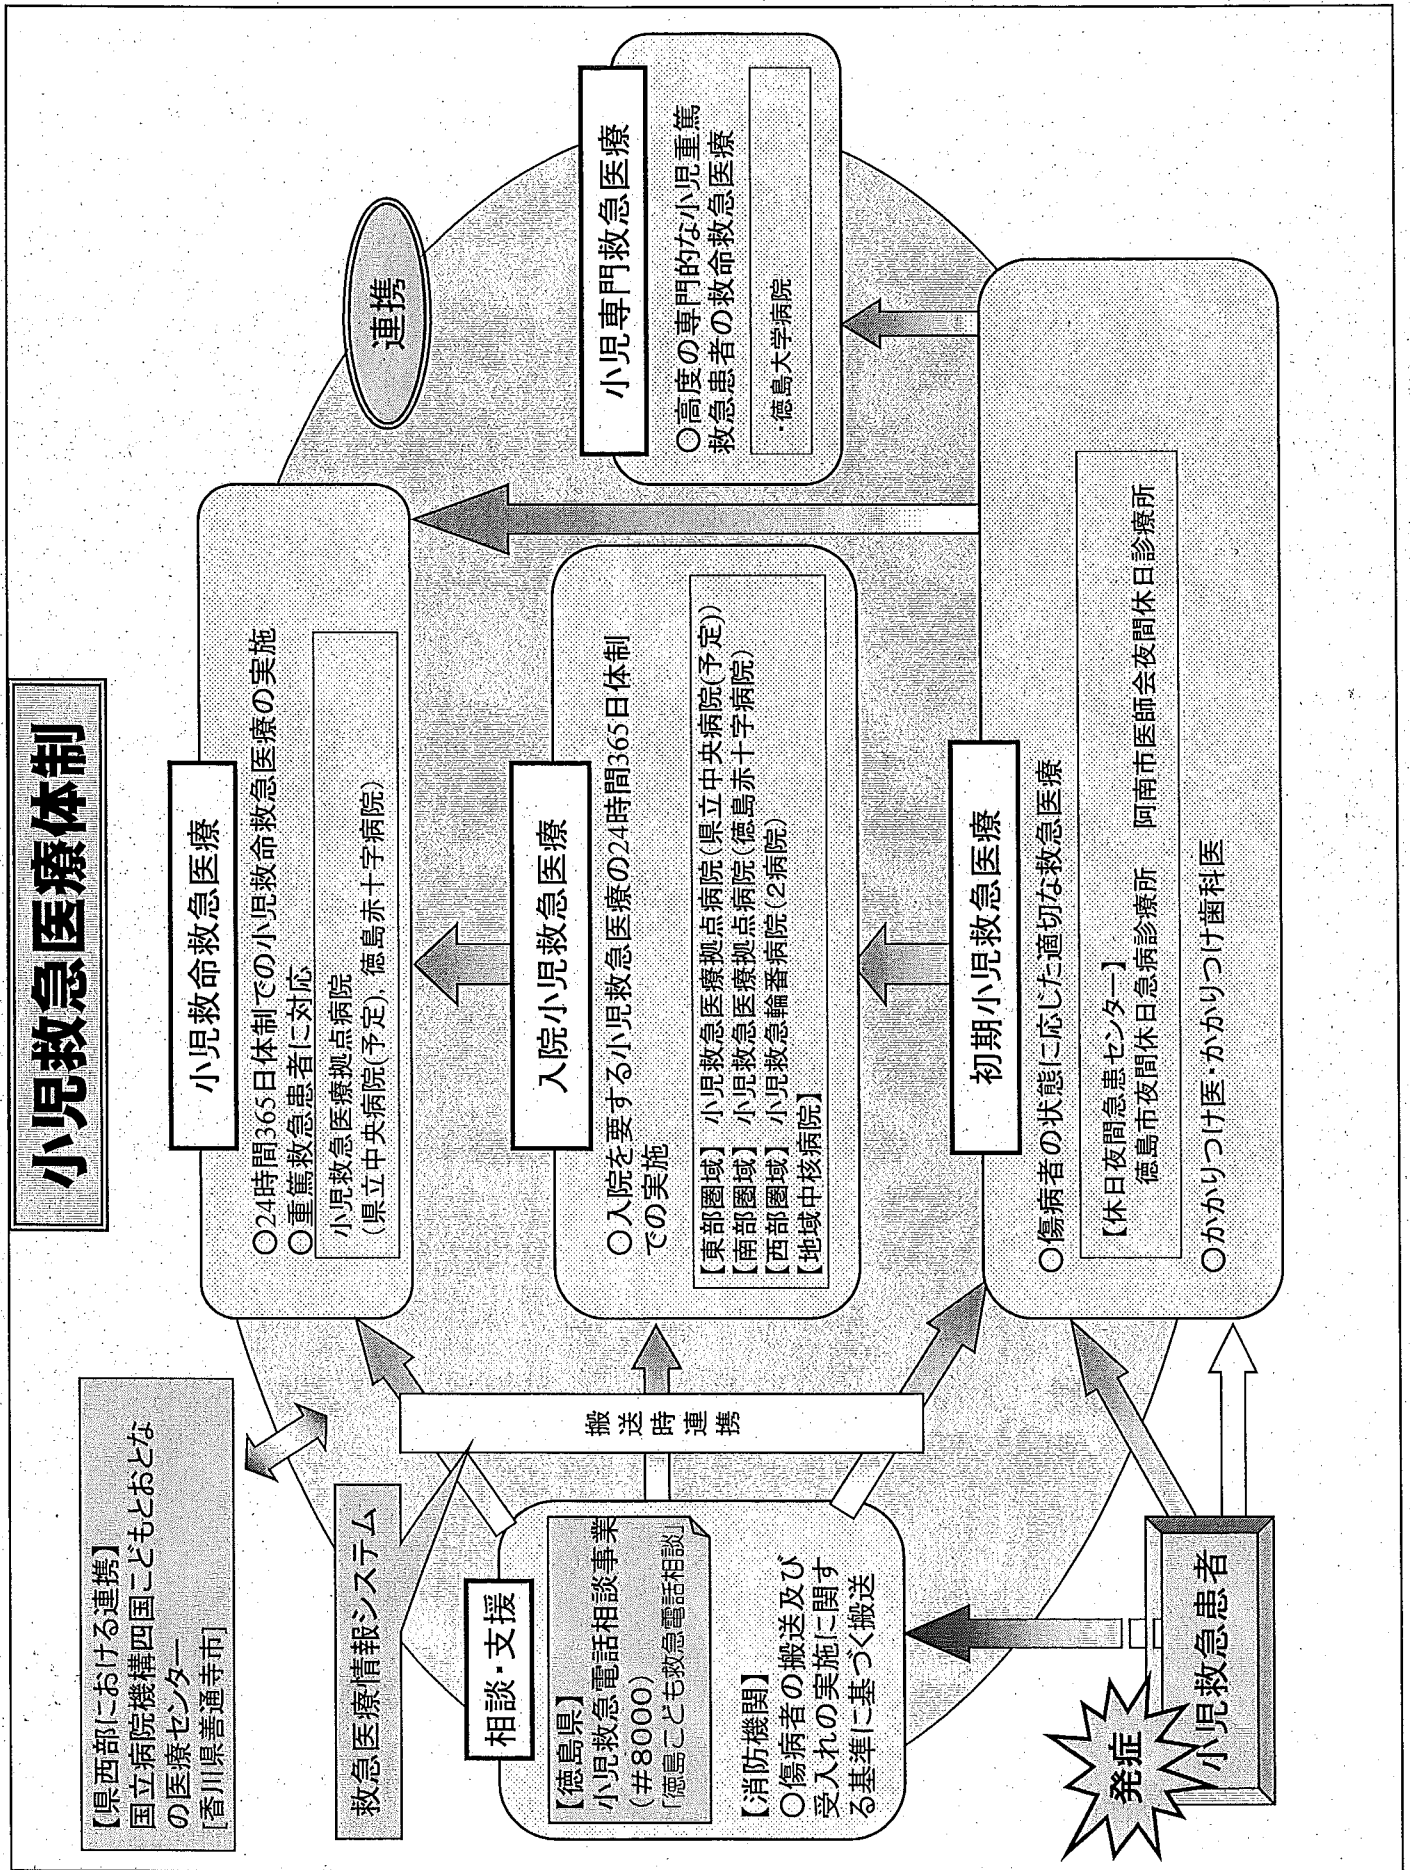 小児救急医療体制
【県西部における連携】
国立病院機構四国こどもとおとな
の医療センター
[香川県善通寺市]
救急医療情報システム
連携
小児救命救急医療
○24時間365日体制での小児救命救急医療の実施
○重篤救急患者に対応
小児救急医療拠点病院
(県立中央病院(予定),徳島赤十字病院)
入院小児救急医療
○入院を要する小児救急医療の24時間365日体制
での実施
【東部圏域】 小児救急医療拠点病院(県立中央病院(予定))
【南部圏域】 小児救急医療拠点病院(徳島赤十字病院)
【西部圏域】 小児救急輪番病院(2病院)
【地域中核病院】
小児専門救急医療
○高度の専門的な小児重篤
救急患者の救命救急医療
・徳島大学病院
搬送時連携
相談・支援
【徳島県】
小児救急電話相談事業
(#8000)
「徳島こども救急電話相談」
【消防機関】
○傷病者の搬送及び
受入れの実施に関す
る基準に基づく搬送
初期小児救急医療
○傷病者の状態に応じた適切な救急医療
【休日夜間急患センター】
徳島市夜間休日急病診療所 阿南市医師会夜間休日診療所
○かかりつけ医・かかりつけ歯科医
発症
小児救急患者